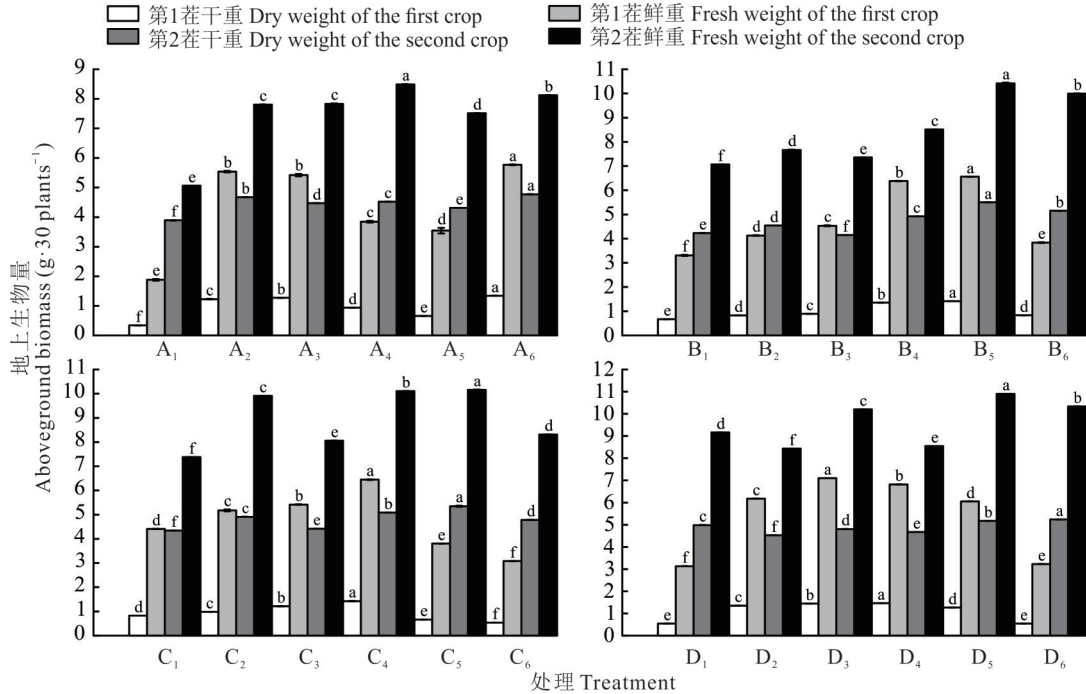 第1茬干重 Dry weight of the first crop
第2茬干重 Dry weight of the second crop
第1茬鲜重 Fresh weight of the first crop
第2茬鲜重 Fresh weight of the second crop
地上生物量
Aboveground biomass (g·30 plants⁻¹)
9
8
7
6
5
4
3
2
1
0
f e f e
c b b c
b b d c
d c c a
e d e d
a a a b
A₁ A₂ A₃ A₄ A₅ A₆
11
10
9
8
7
6
5
4
3
2
1
0
e f e f
d d d d
c c f e
b b c c
a a a a
d e b b
B₁ B₂ B₃ B₄ B₅ B₆
11
10
9
8
7
6
5
4
3
2
1
0
d d f f
c c c c
b b e e
a a b b
e e a a
f f d d
C₁ C₂ C₃ C₄ C₅ C₆
12
11
10
9
8
7
6
5
4
3
2
1
0
e f c d
c c f f
b a d c
a b e e
d d b a
e e a b
D₁ D₂ D₃ D₄ D₅ D₆
处理 Treatment